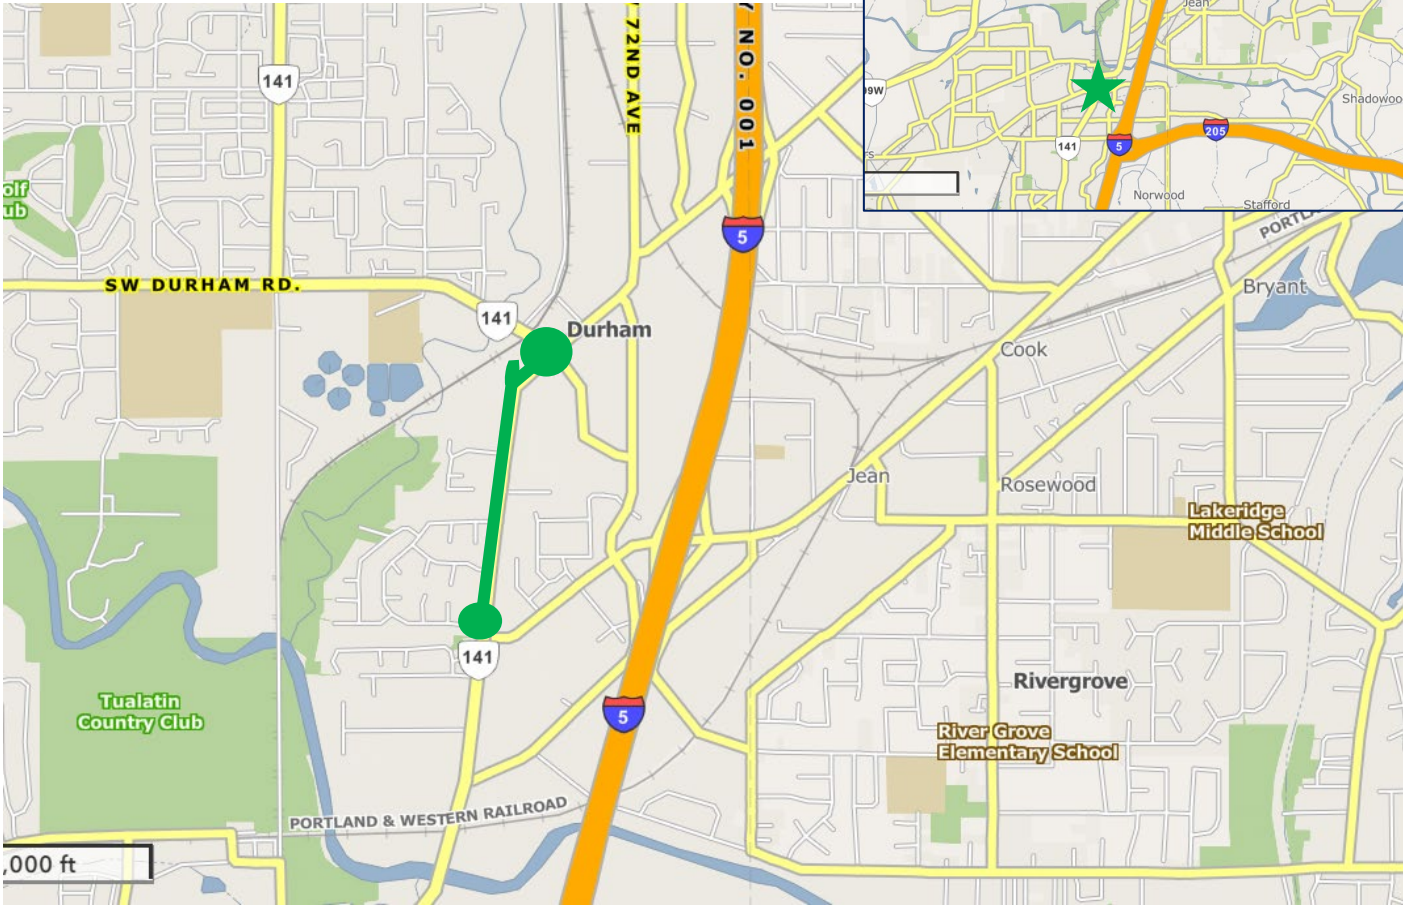 141
72ND AVE
Y NO. 001
Jean
99W
Shadowoo
205
141
5
rs
Norwood
Stafford
olf
ub
5
PORTL
SW DURHAM RD.
Bryant
141
Durham
Cook
Jean
Rosewood
Lakeridge
Middle School
141
Rivergrove
Tualatin
Country Club
5
River Grove
Elementary School
PORTLAND & WESTERN RAILROAD
,000 ft